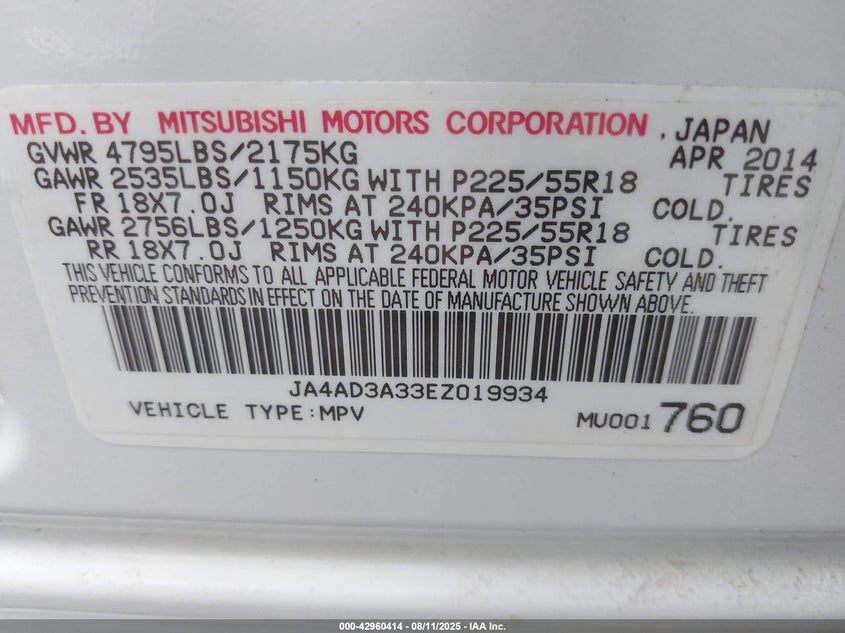 MFD. BY MITSUBISHI MOTORS CORPORATION , JAPAN
GVWR 4795LBS/2175KG APR 2014
GAWR 2535LBS/1150KG WITH P225/55R18 TIRES
FR 18X7.0J RIMS AT 240KPA/35PSI COLD.
GAWR 2756LBS/1250KG WITH P225/55R18 TIRES
RR 18X7.0J RIMS AT 240KPA/35PSI COLD.
THIS VEHICLE CONFORMS TO ALL APPLICABLE FEDERAL MOTOR VEHICLE SAFETY AND THEFT
PREVENTION STANDARDS IN EFFECT ON THE DATE OF MANUFACTURE SHOWN ABOVE.
JA4AD3A33EZ019934
VEHICLE TYPE:MPV MU001760
000-42960414 - 08/11/2025 - IAA Inc.